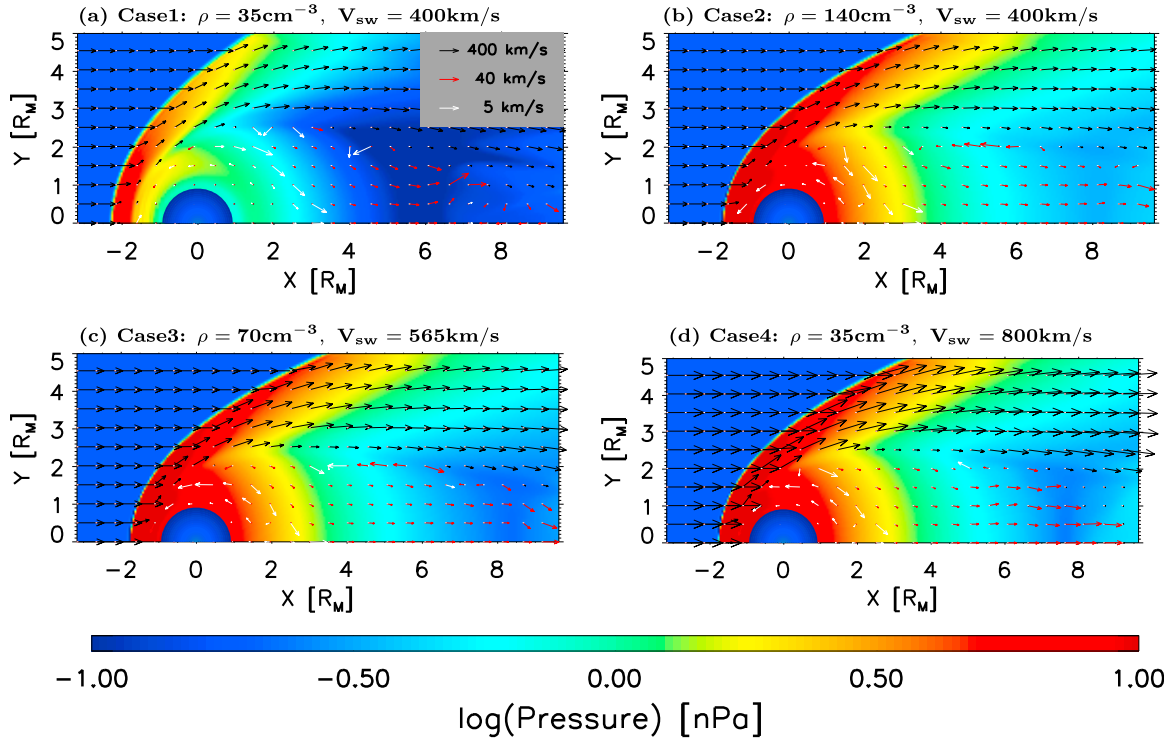 (a) Case1: ρ = 35cm⁻³, V_sw = 400km/s
(b) Case2: ρ = 140cm⁻³, V_sw = 400km/s
5
4
3
2
1
0
Y [R_M]
400 km/s
40 km/s
5 km/s
−2 0 2 4 6 8
X [R_M]
5
4
3
2
1
0
Y [R_M]
−2 0 2 4 6 8
X [R_M]
(c) Case3: ρ = 70cm⁻³, V_sw = 565km/s
(d) Case4: ρ = 35cm⁻³, V_sw = 800km/s
5
4
3
2
1
0
Y [R_M]
−2 0 2 4 6 8
X [R_M]
5
4
3
2
1
0
Y [R_M]
−2 0 2 4 6 8
X [R_M]
−1.00 −0.50 0.00 0.50 1.00
log(Pressure) [nPa]